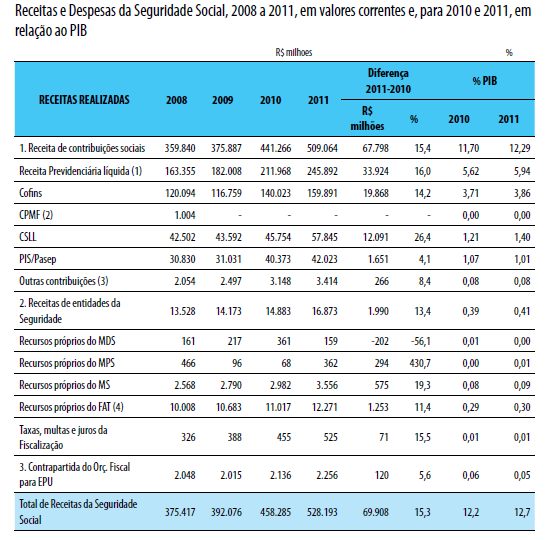 Receitas e Despesas da Seguridade Social, 2008 a 2011, em valores correntes e, para 2010 e 2011, em
relação ao PIB
R$ milhões %
RECEITAS REALIZADAS 2008 2009 2010 2011 Diferença 2011-2010 % PIB
R$ milhões % 2010 2011
1. Receita de contribuições sociais 359.840 375.887 441.266 509.064 67.798 15,4 11,70 12,29
Receita Previdenciária líquida (1) 163.355 182.008 211.968 245.892 33.924 16,0 5,62 5,94
Cofins 120.094 116.759 140.023 159.891 19.868 14,2 3,71 3,86
CPMF (2) 1.004 - - - - - 0,00 0,00
CSLL 42.502 43.592 45.754 57.845 12.091 26,4 1,21 1,40
PIS/Pasep 30.830 31.031 40.373 42.023 1.651 4,1 1,07 1,01
Outras contribuições (3) 2.054 2.497 3.148 3.414 266 8,4 0,08 0,08
2. Receitas de entidades da
Seguridade 13.528 14.173 14.883 16.873 1.990 13,4 0,39 0,41
Recursos próprios do MDS 161 217 361 159 -202 -56,1 0,01 0,00
Recursos próprios do MPS 466 96 68 362 294 430,7 0,00 0,01
Recursos próprios do MS 2.568 2.790 2.982 3.556 575 19,3 0,08 0,09
Recursos próprios do FAT (4) 10.008 10.683 11.017 12.271 1.253 11,4 0,29 0,30
Taxas, multas e juros da
Fiscalização 326 388 455 525 71 15,5 0,01 0,01
3. Contrapartida do Orç. Fiscal
para EPU 2.048 2.015 2.136 2.256 120 5,6 0,06 0,05
Total de Receitas da Seguridade
Social 375.417 392.076 458.285 528.193 69.908 15,3 12,2 12,7